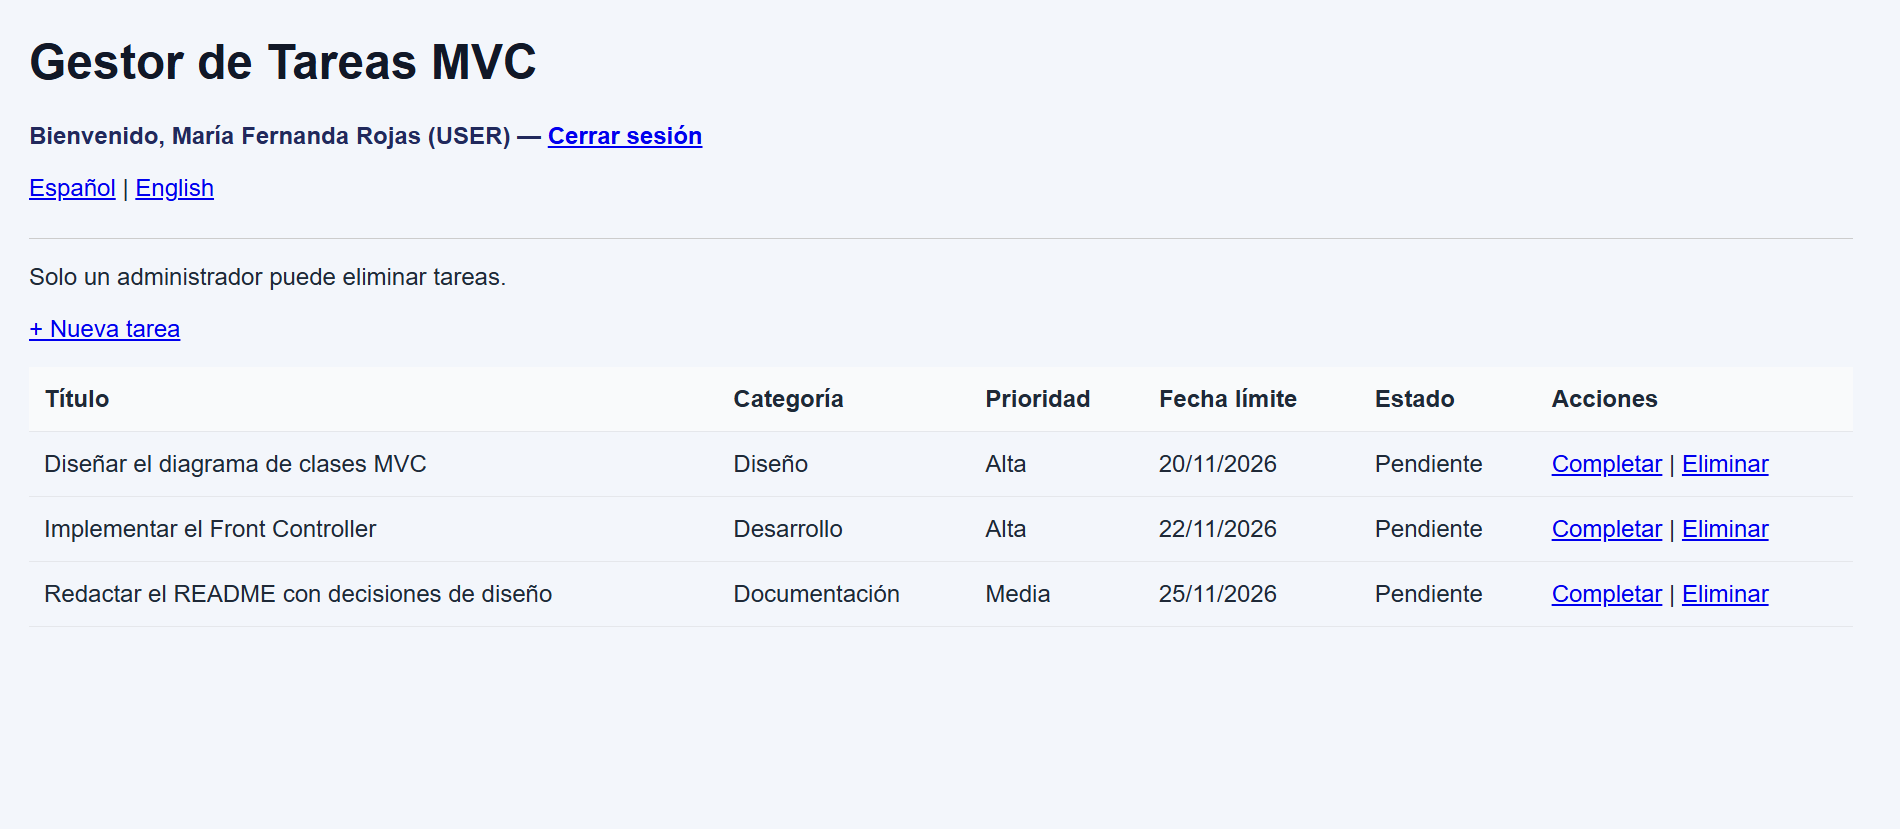 Gestor de Tareas MVC
Bienvenido, María Fernanda Rojas (USER) — Cerrar sesión
Español | English
Solo un administrador puede eliminar tareas.
+ Nueva tarea
Título Categoría Prioridad Fecha límite Estado Acciones
Diseñar el diagrama de clases MVC Diseño Alta 20/11/2026 Pendiente Completar | Eliminar
Implementar el Front Controller Desarrollo Alta 22/11/2026 Pendiente Completar | Eliminar
Redactar el README con decisiones de diseño Documentación Media 25/11/2026 Pendiente Completar | Eliminar